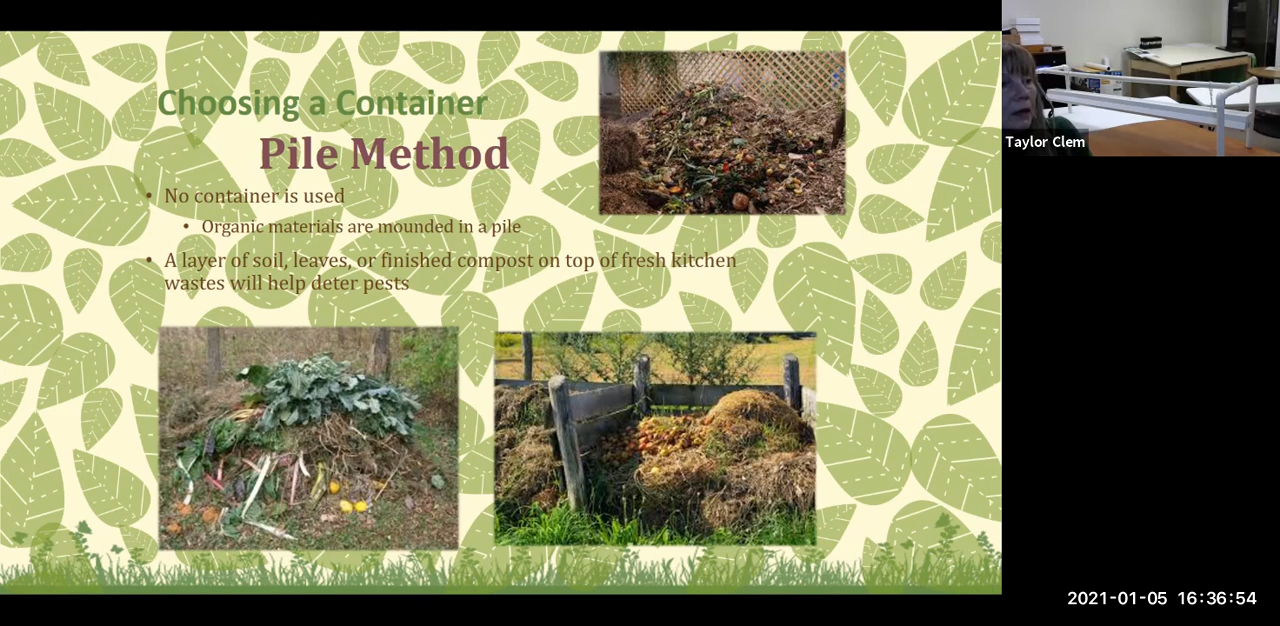 Choosing a Container
Pile Method
• No container is used
• Organic materials are mounded in a pile
• A layer of soil, leaves, or finished compost on top of fresh kitchen
wastes will help deter pests
Taylor Clem
2021-01-05 16:36:54